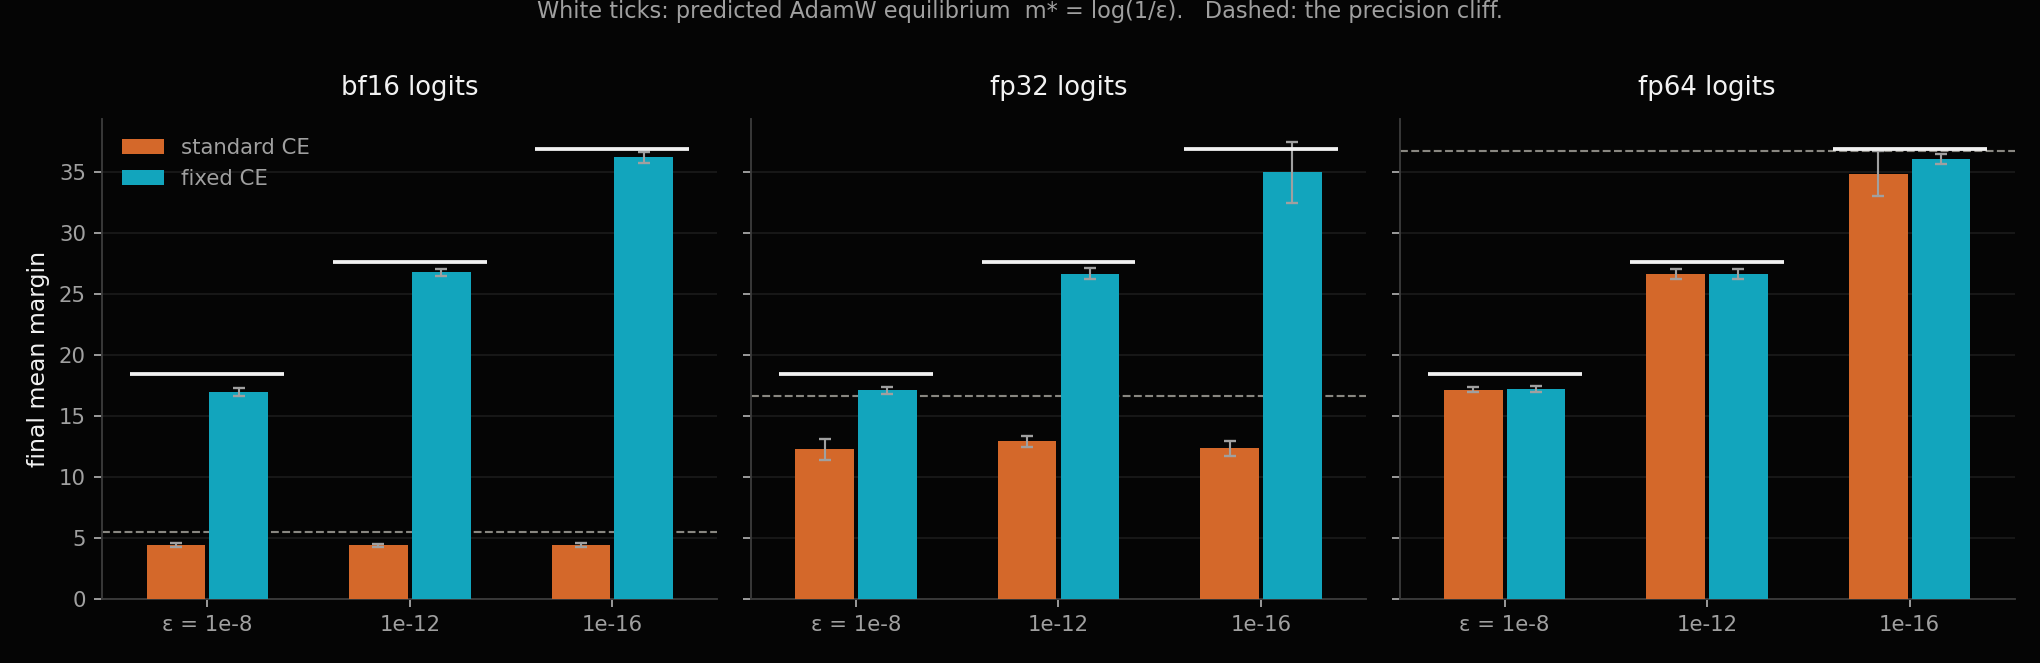 White ticks: predicted AdamW equilibrium m* = log(1/ε). Dashed: the precision cliff.
bf16 logits
fp32 logits
fp64 logits
standard CE
fixed CE
final mean margin
35
30
25
20
15
10
5
0
ε = 1e-8
1e-12
1e-16
ε = 1e-8
1e-12
1e-16
ε = 1e-8
1e-12
1e-16